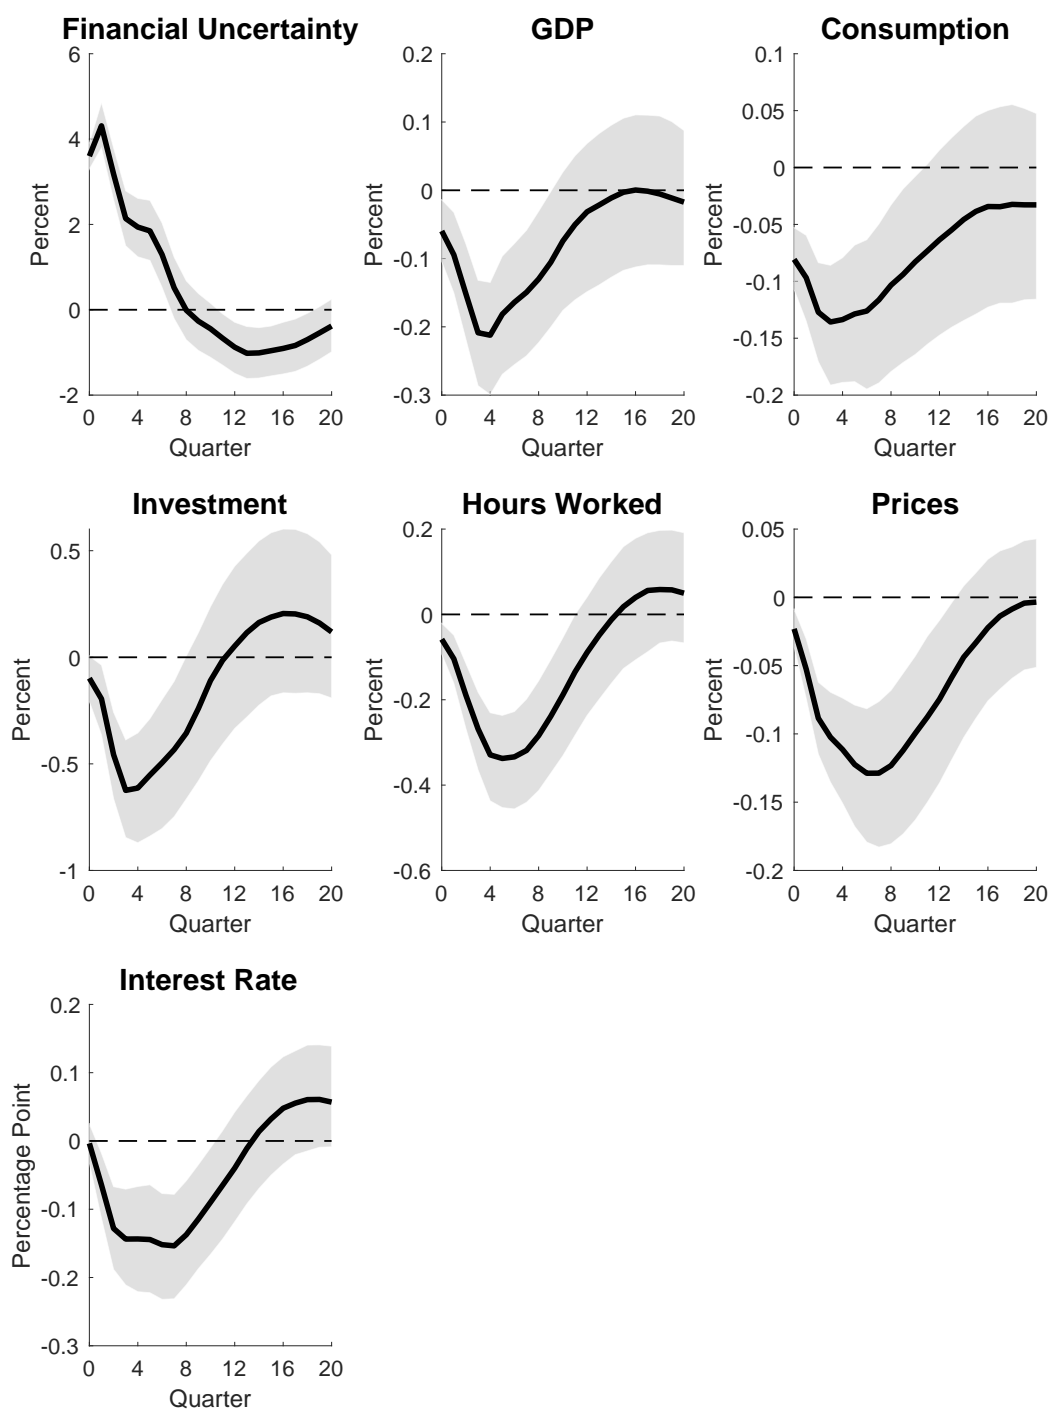 Financial Uncertainty
6
4
2
0
-2
Percent
0 4 8 12 16 20
Quarter
GDP
0.2
0.1
0
-0.1
-0.2
-0.3
Percent
0 4 8 12 16 20
Quarter
Consumption
0.1
0.05
0
-0.05
-0.1
-0.15
-0.2
Percent
0 4 8 12 16 20
Quarter
Investment
0.5
0
-0.5
-1
Percent
0 4 8 12 16 20
Quarter
Hours Worked
0.2
0
-0.2
-0.4
-0.6
Percent
0 4 8 12 16 20
Quarter
Prices
0.05
0
-0.05
-0.1
-0.15
-0.2
Percent
0 4 8 12 16 20
Quarter
Interest Rate
0.2
0.1
0
-0.1
-0.2
-0.3
Percentage Point
0 4 8 12 16 20
Quarter